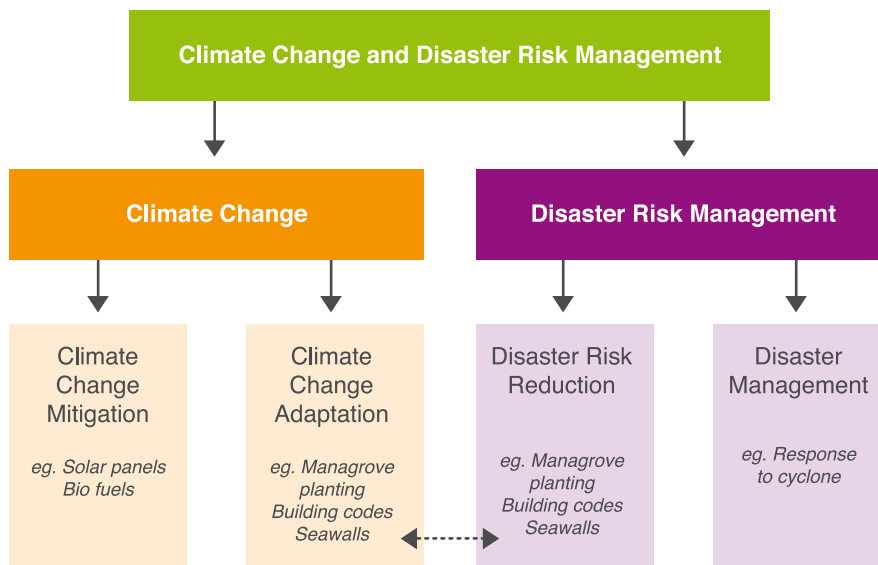 Climate Change and Disaster Risk Management
Climate Change
Disaster Risk Management
Climate
Change
Mitigation
eg. Solar panels
Bio fuels
Climate
Change
Adaptation
eg. Managrove
planting
Building codes
Seawalls
Disaster Risk
Reduction
eg. Managrove
planting
Building codes
Seawalls
Disaster
Management
eg. Response
to cyclone